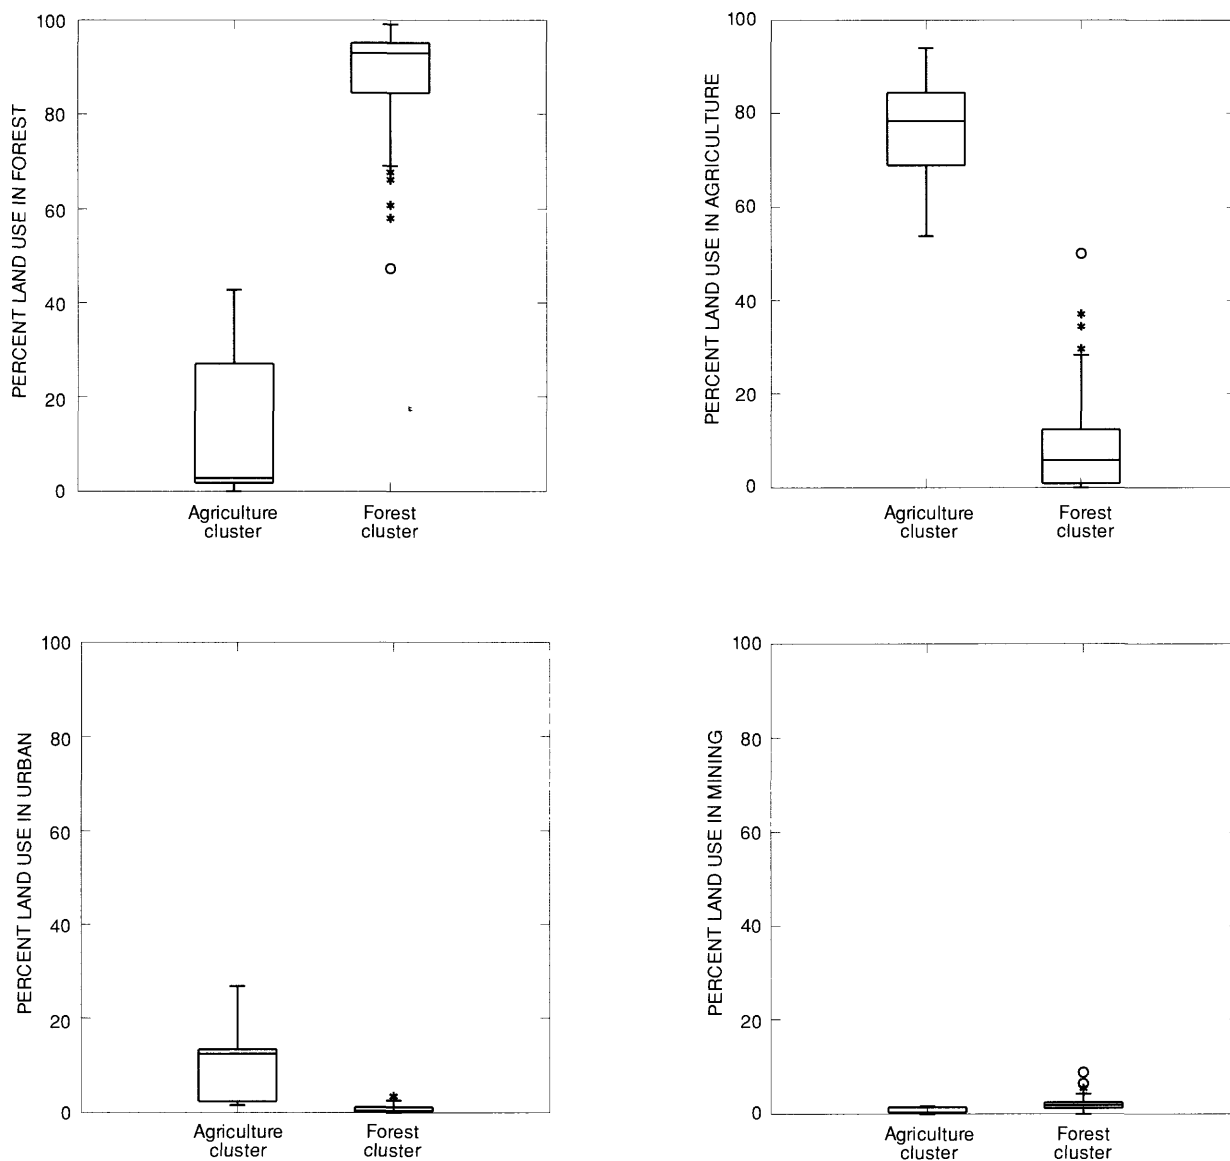 PERCENT LAND USE IN FOREST
100
80
60
40
20
0
Agriculture
cluster
Forest
cluster
PERCENT LAND USE IN AGRICULTURE
100
80
60
40
20
0
Agriculture
cluster
Forest
cluster
PERCENT LAND USE IN URBAN
100
80
60
40
20
0
Agriculture
cluster
Forest
cluster
PERCENT LAND USE IN MINING
100
80
60
40
20
0
Agriculture
cluster
Forest
cluster